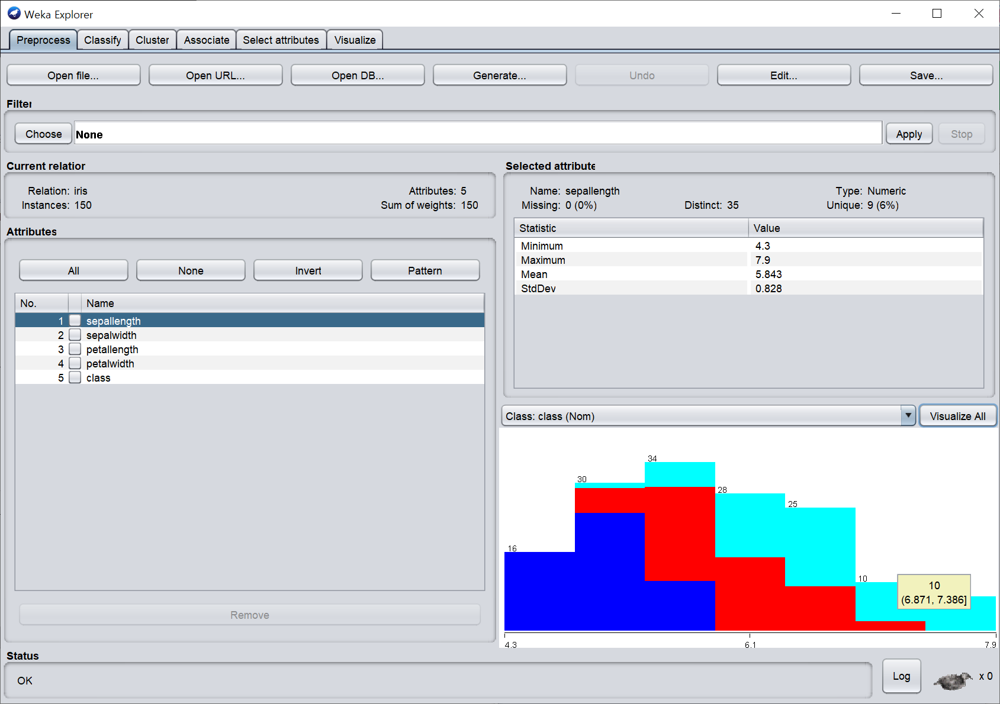 Weka Explorer
Preprocess Classify Cluster Associate Select attributes Visualize
Open file... Open URL... Open DB... Generate... Undo Edit... Save...
Filter
Choose None Apply Stop
Current relation
Relation: iris Attributes: 5
Instances: 150 Sum of weights: 150
Selected attribute
Name: sepallength Type: Numeric
Missing: 0 (0%) Distinct: 35 Unique: 9 (6%)
Statistic Value
Minimum 4.3
Maximum 7.9
Mean 5.843
StdDev 0.828
Attributes
All None Invert Pattern
No. Name
1 sepallength
2 sepalwidth
3 petallength
4 petalwidth
5 class
Remove
Class: class (Nom) Visualize All
34
30
28
25
16
10
10
(6.871, 7.386]
4.3 6.1 7.9
Status
OK
Log x 0